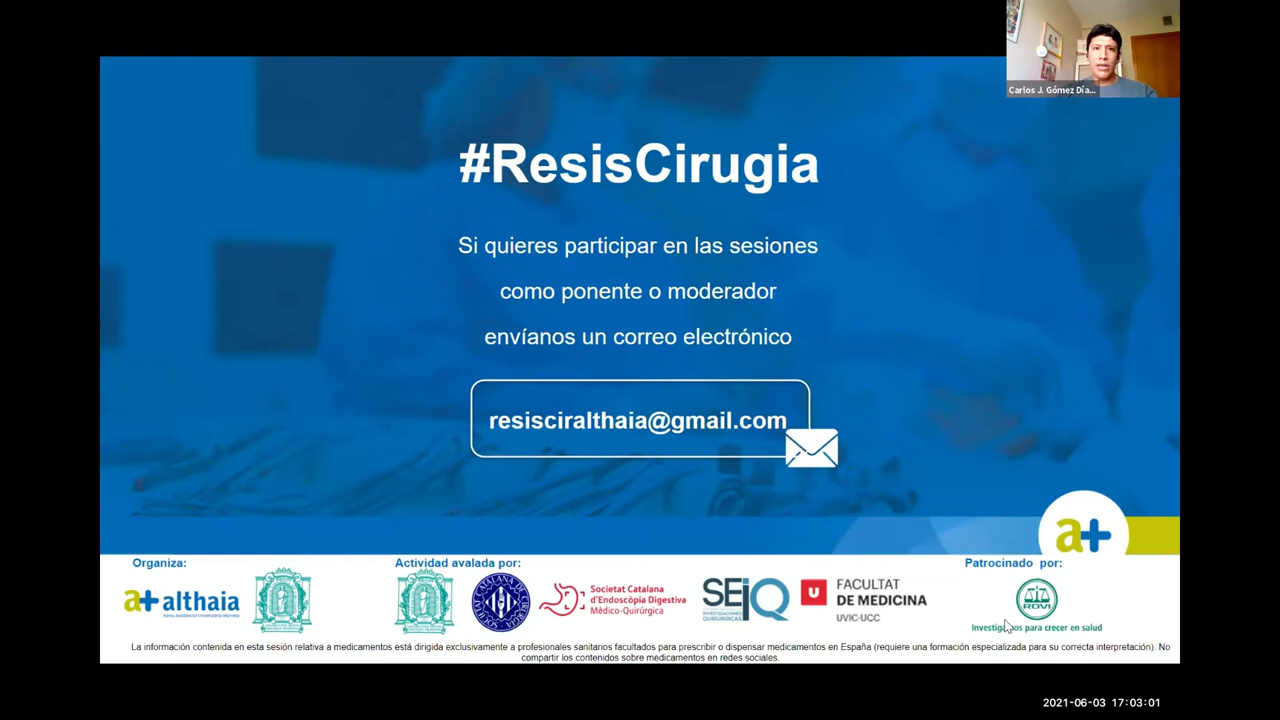 Carlos J. Gómez Día...
#ResisCirugia
Si quieres participar en las sesiones
como ponente o moderador
envíanos un correo electrónico
resisciralthaia@gmail.com
a+
Organiza:
Actividad avalada por:
Patrocinado por:
a+ althaia
Societat Catalana
d'Endoscòpia Digestiva
Mèdico-Quirúrgica
SEIQ
INVESTIGACIONES
QUIRÚRGICAS
U
FACULTAT
DE MEDICINA
UVIC·UCC
ROVI
para crecer en salud
La información contenida en esta sesión relativa a medicamentos está dirigida exclusivamente a profesionales sanitarios facultados para prescribir o dispensar medicamentos en España (requiere una formación especializada para su correcta interpretación). No
compartir los contenidos sobre medicamentos en redes sociales.
2021-06-03 17:03:01